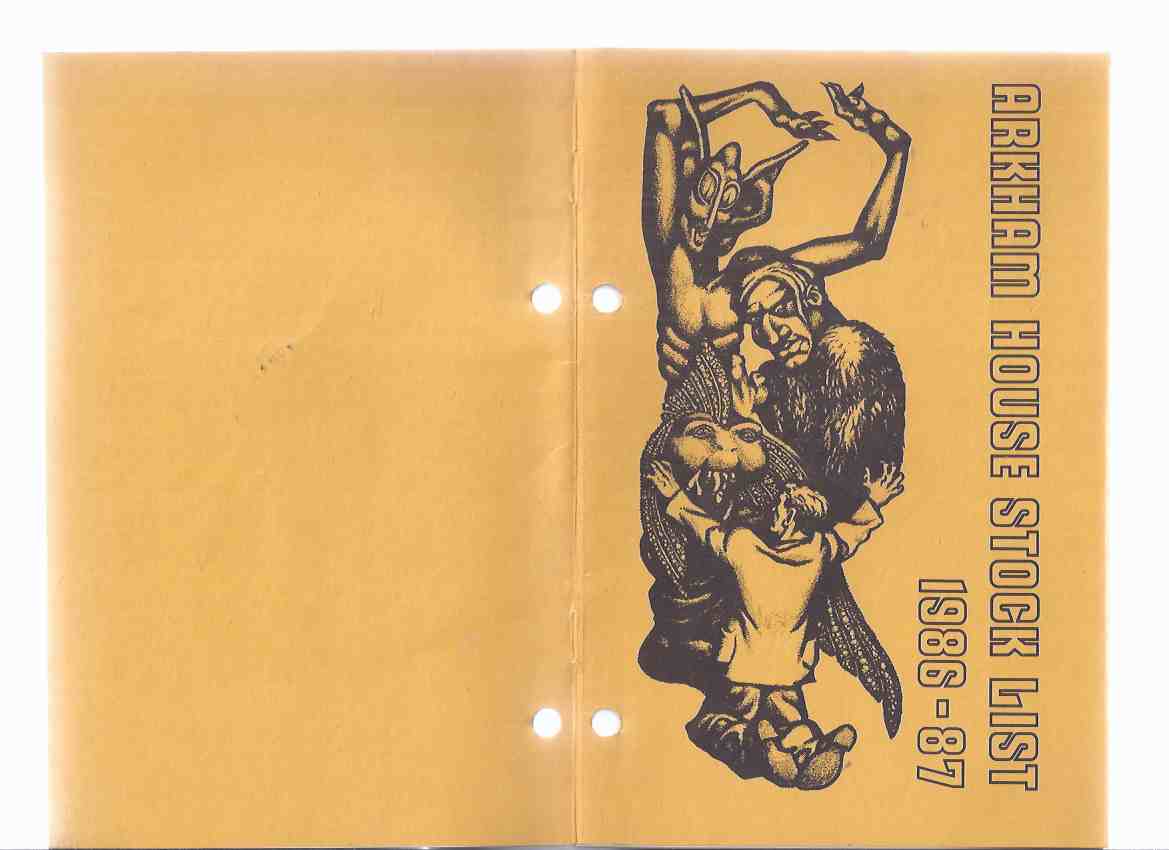 ARKHAM HOUSE STOCK LIST
1986-87